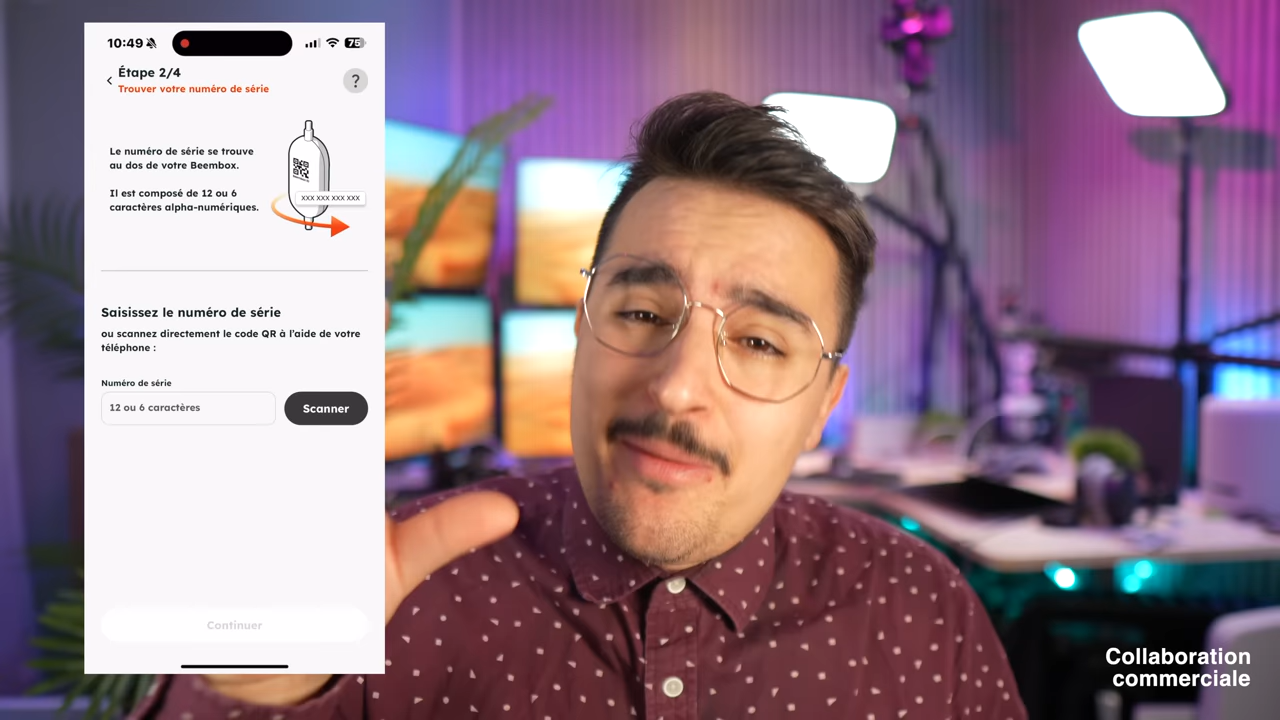 10:49
75
Étape 2/4
Trouver votre numéro de série
?
Le numéro de série se trouve
au dos de votre Beembox.
Il est composé de 12 ou 6
caractères alpha-numériques.
XXX XXX XXX XXX
Saisissez le numéro de série
ou scannez directement le code QR à l'aide de votre
téléphone :
Numéro de série
12 ou 6 caractères
Scanner
Continuer
Collaboration
commerciale